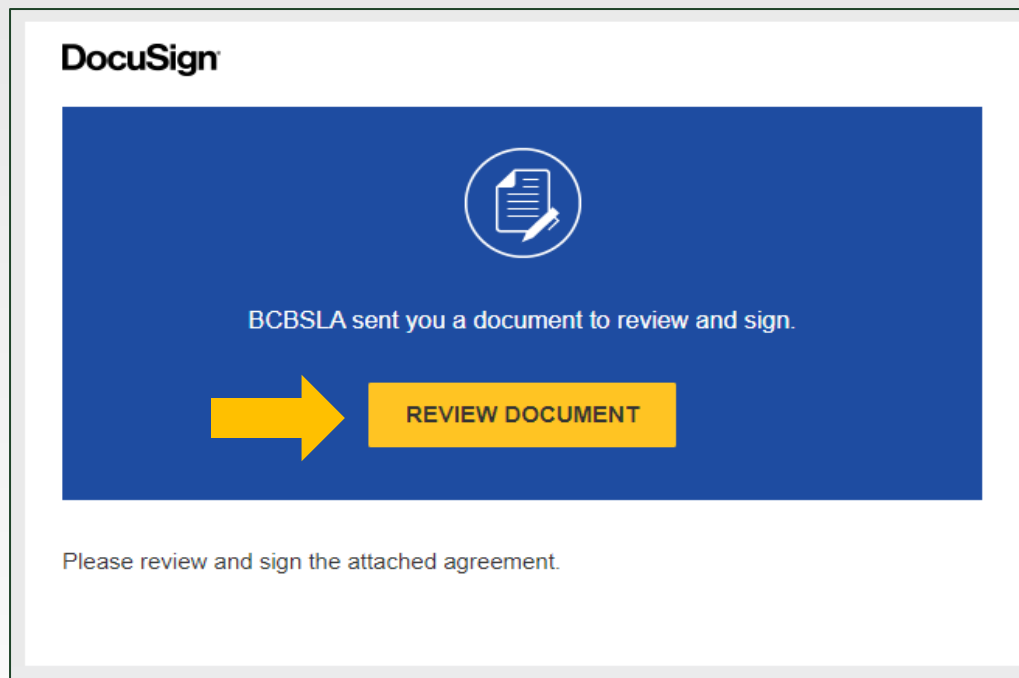 DocuSign
BCBSLA sent you a document to review and sign.
REVIEW DOCUMENT
Please review and sign the attached agreement.